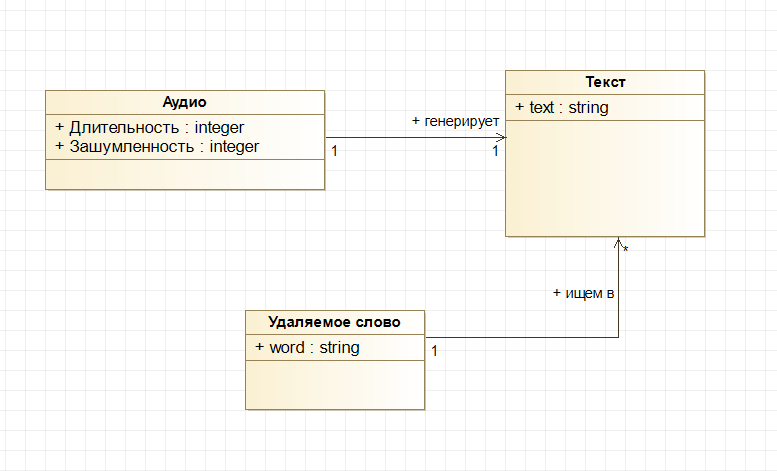 Аудио
+ Длительность : integer
+ Зашумленность : integer
+ генерирует
1
1
Текст
+ text : string
*
+ ищем в
Удаляемое слово
+ word : string
1